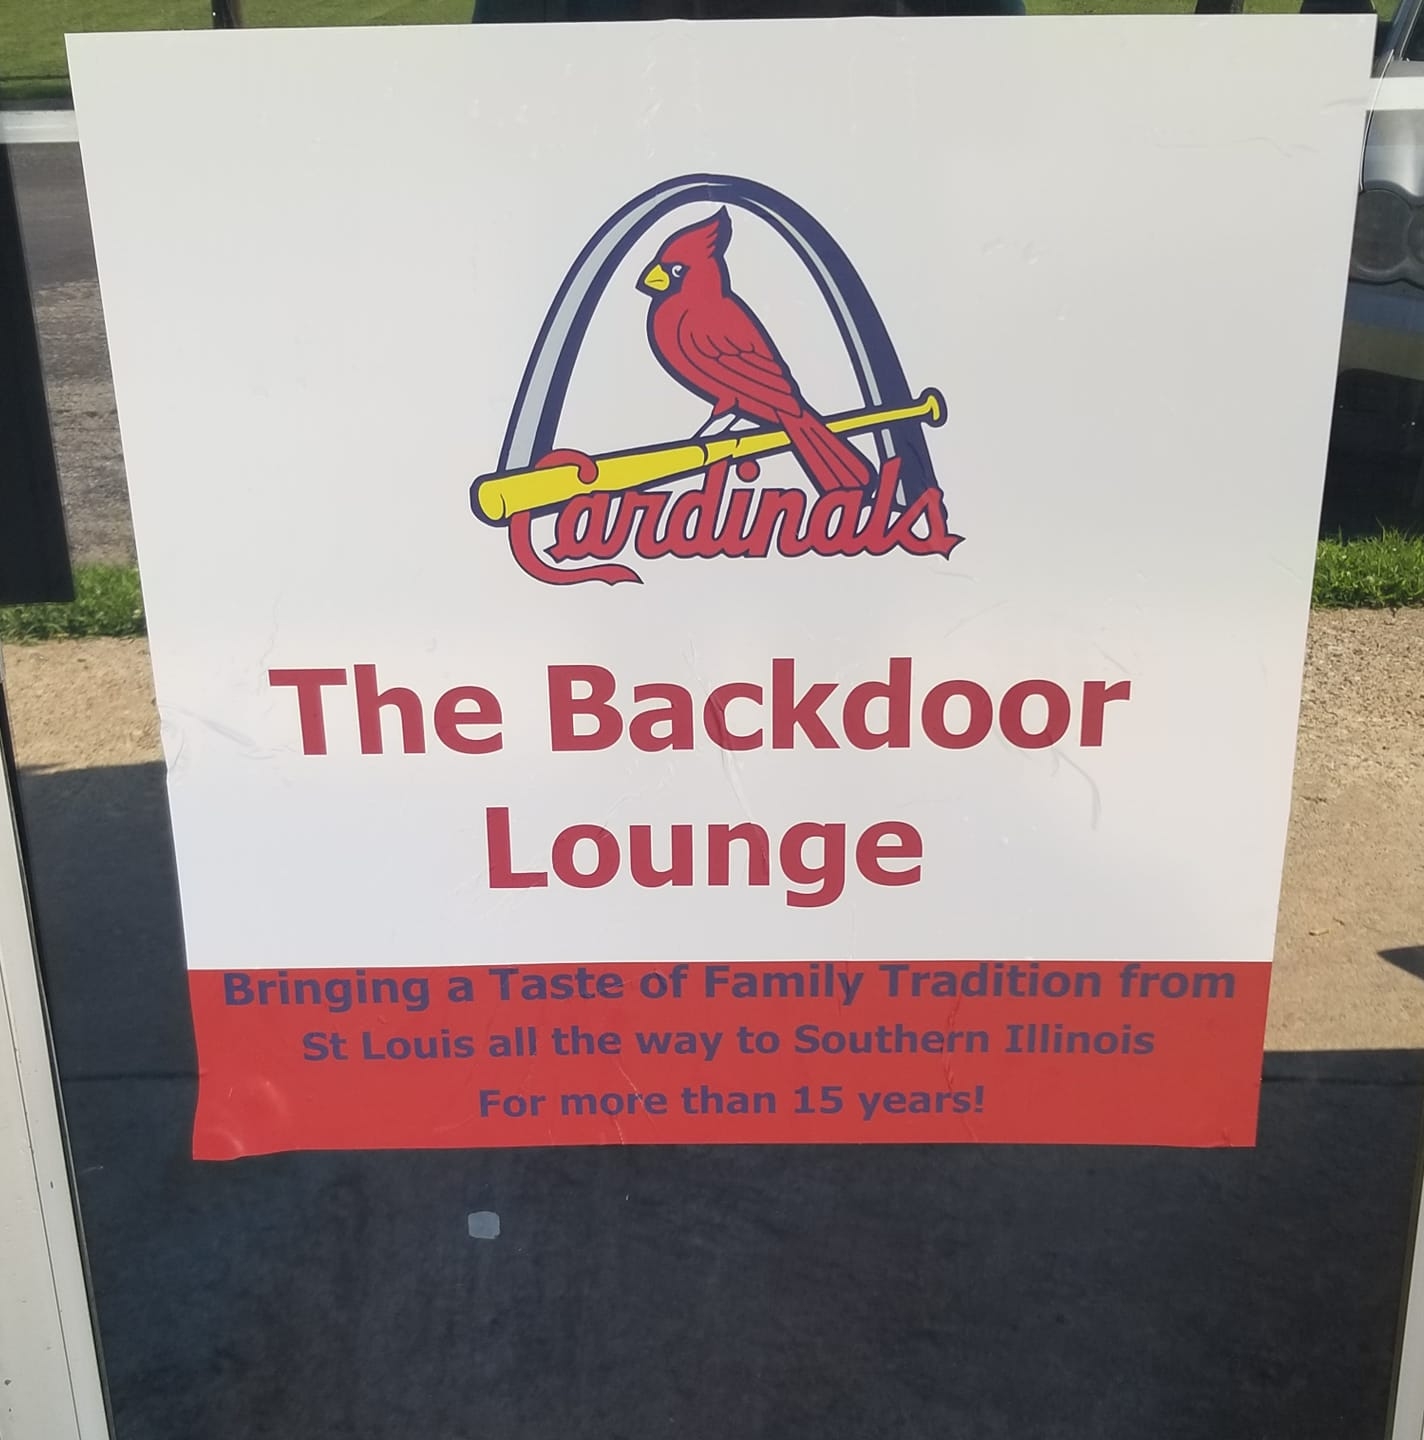 Cardinals
The Backdoor
Lounge
Bringing a Taste of Family Tradition from
St Louis all the way to Southern Illinois
For more than 15 years!